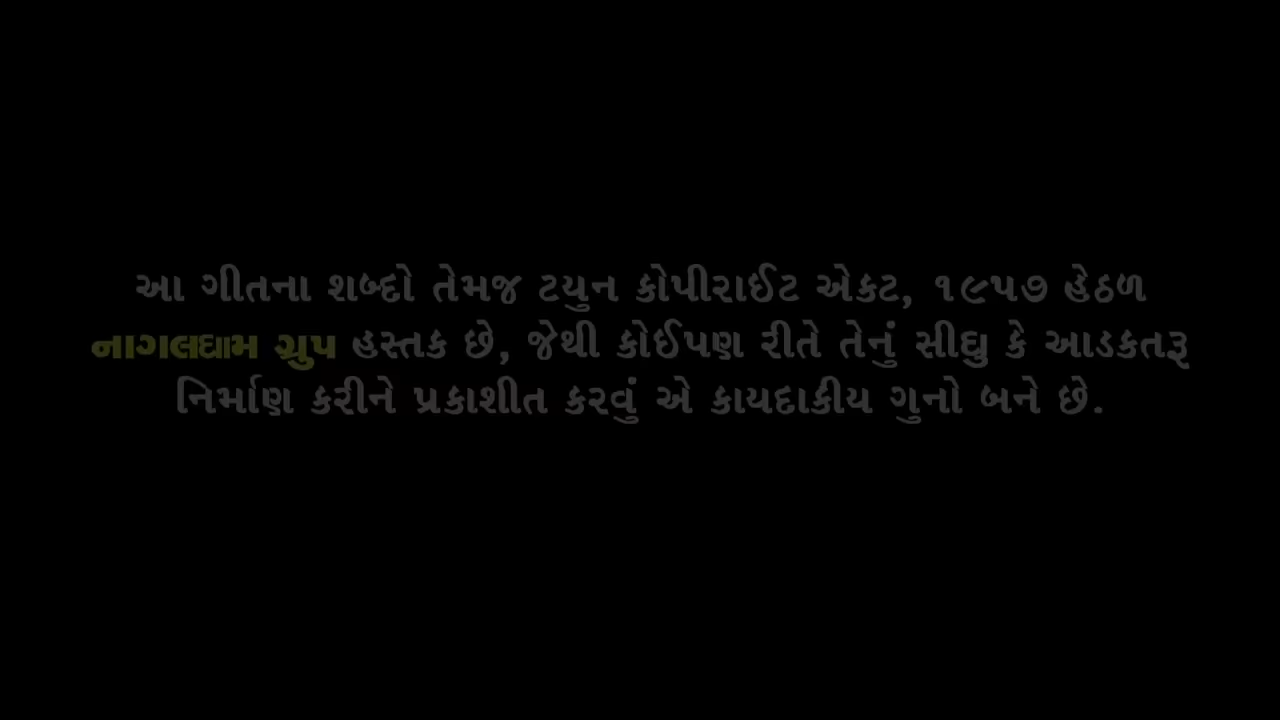 આ ગીતના શબ્દો તેમજ ટયુન કોપીરાઈટ એકટ, ૧૯૫૭ હેઠળ
નાગલધામ ગ્રુપ હસ્તક છે, જેથી કોઈપણ રીતે તેનું સીધુ કે આડકતરૂ
નિર્માણ કરીને પ્રકાશીત કરવું એ કાયદાકીય ગુનો બને છે.